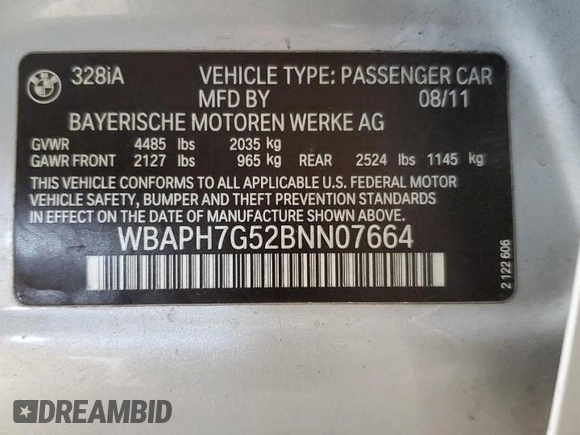 BMW
328iA
VEHICLE TYPE: PASSENGER CAR
MFD BY 08/11
BAYERISCHE MOTOREN WERKE AG
GVWR 4485 lbs 2035 kg
GAWR FRONT 2127 lbs 965 kg REAR 2524 lbs 1145 kg
THIS VEHICLE CONFORMS TO ALL APPLICABLE U.S. FEDERAL MOTOR
VEHICLE SAFETY, BUMPER, AND THEFT PREVENTION STANDARDS
IN EFFECT ON THE DATE OF MANUFACTURE SHOWN ABOVE.
WBAPH7G52BNN07664
2 122 606
DREAMBID